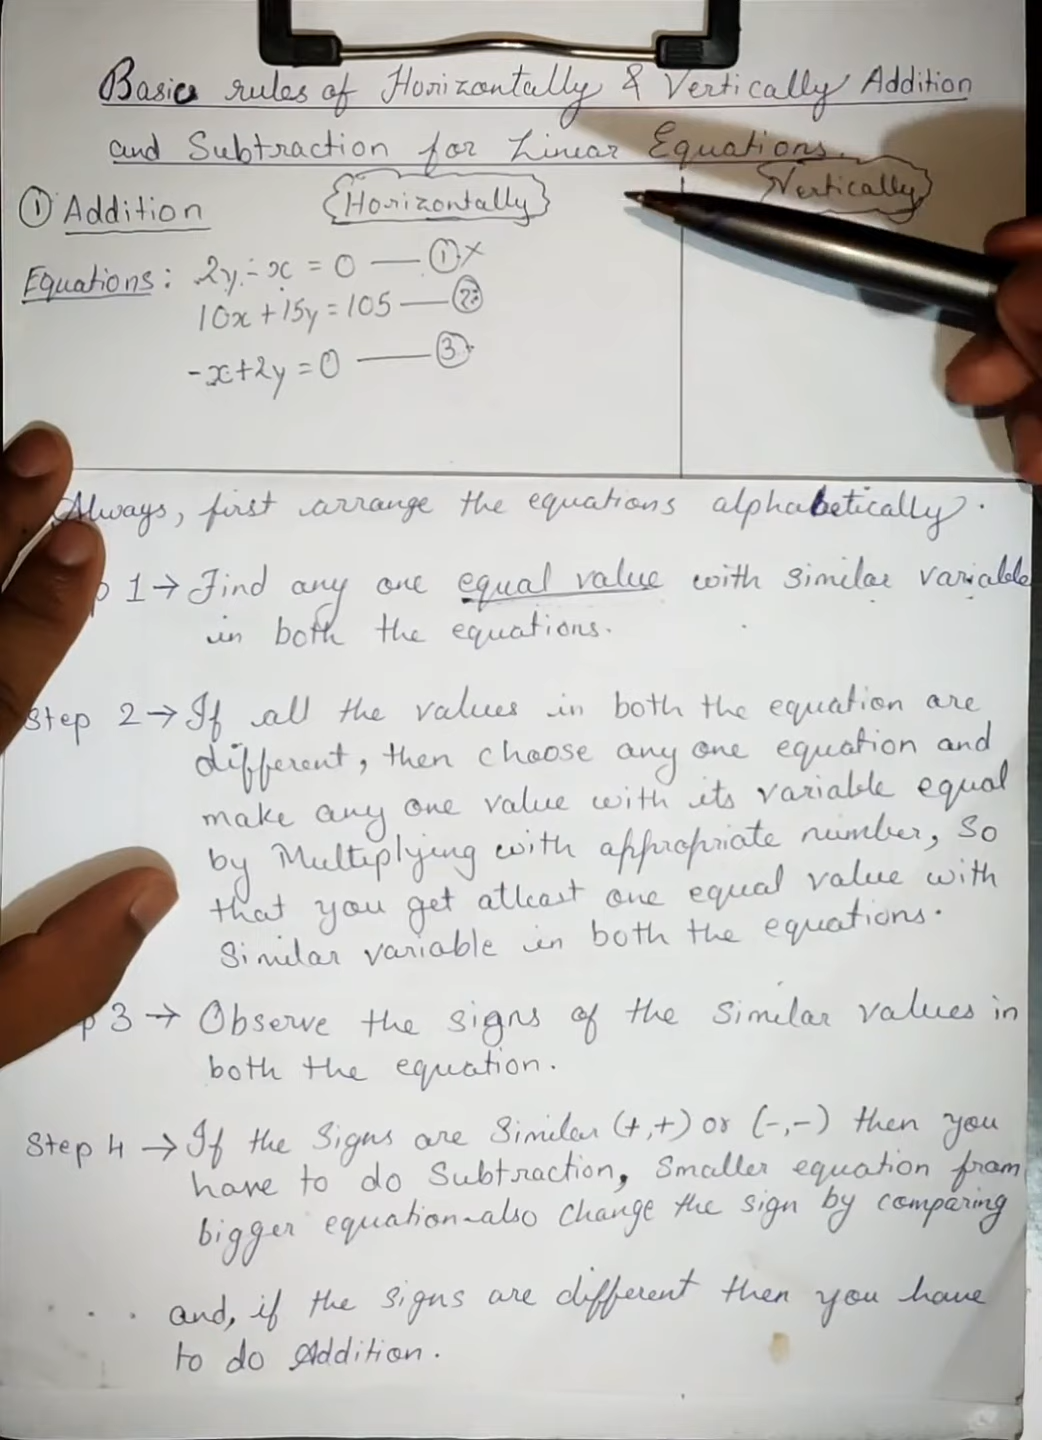 Basic rules of Horizontally & Vertically Addition
and Subtraction for Linear Equations.
① Addition
Horizontally
Vertically
Equations: 2y - x = 0 — ① ×
10x + 15y = 105 — ②
-x + 2y = 0 — ③
Always, first arrange the equations alphabetically.
p 1 → Find any one equal value with similar variable
in both the equations.
Step 2 → If all the values in both the equation are
different, then choose any one equation and
make any one value with its variable equal
by Multiplying with appropriate number, So
that you get atleast one equal value with
Similar variable in both the equations.
p 3 → Observe the signs of the similar values in
both the equation.
Step 4 → If the Signs are Similar (+,+) or (-,-) then you
have to do Subtraction, Smaller equation from
bigger equation also change the sign by comparing
and, if the signs are different then you have
to do Addition.